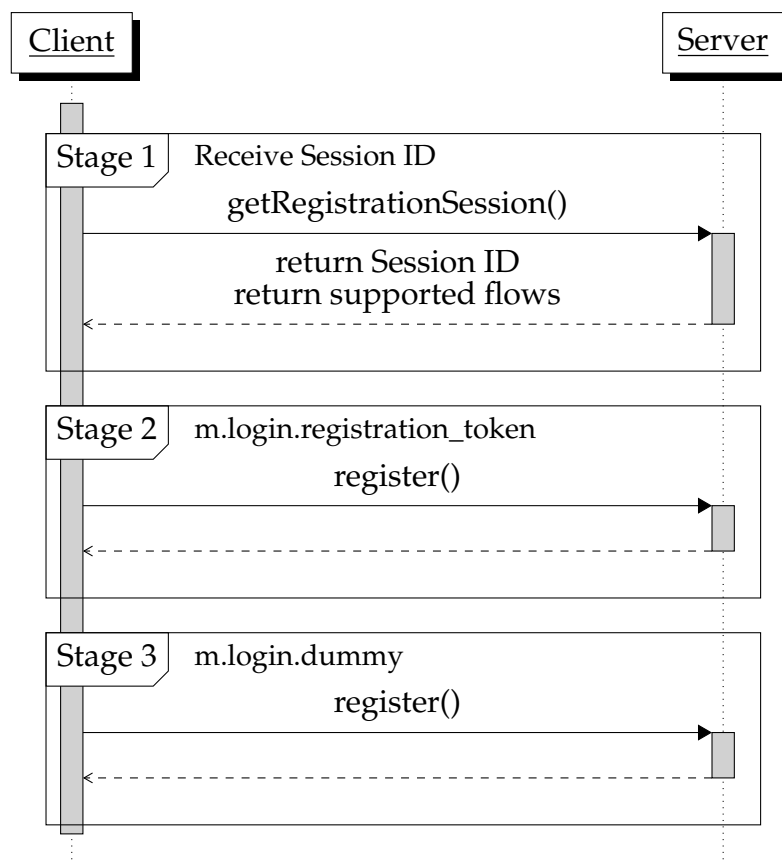 Client
Server
Stage 1
Receive Session ID
getRegistrationSession()
return Session ID
return supported flows
Stage 2
m.login.registration_token
register()
Stage 3
m.login.dummy
register()